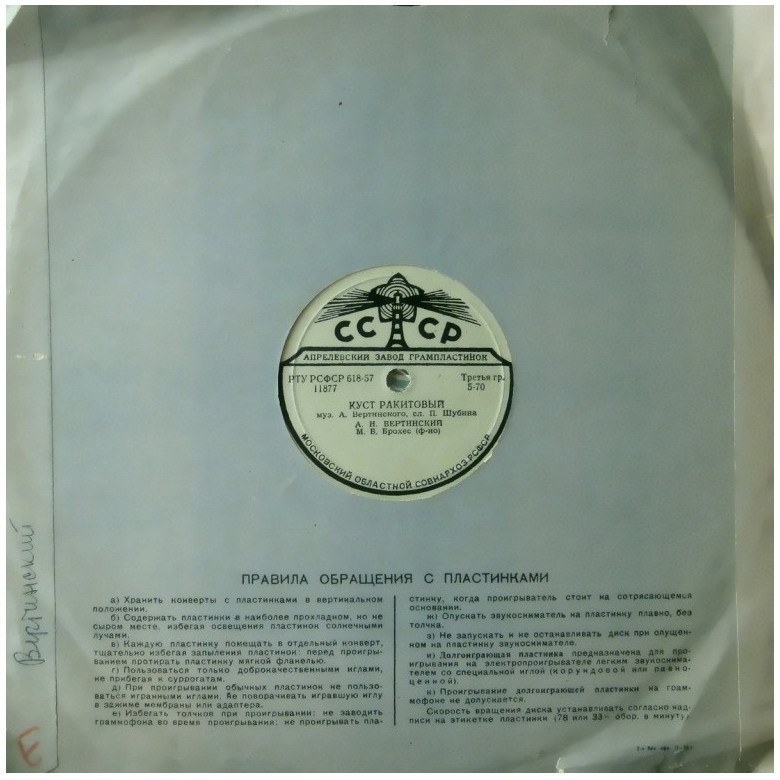 СССР
АПРЕЛЕВСКИЙ ЗАВОД ГРАМПЛАСТИНОК
РТУ РСФСР 618-57
11877
Третья гр.
5-70
КУСТ РАКИТОВЫЙ
муз. А. Вертинского, сл. П. Шубина
А. Н. ВЕРТИНСКИЙ
М. Б. Брохес (ф-но)
МОСКОВСКИЙ ОБЛАСТНОЙ СОВНАРХОЗ РСФСР
Вертинский
ПРАВИЛА ОБРАЩЕНИЯ С ПЛАСТИНКАМИ
а) Хранить конверты с пластинками в вертикальном
положении.
б) Содержать пластинки в наиболее прохладном, но не
сыром месте, избегая освещения пластинок солнечными
лучами.
в) Каждую пластинку помещать в отдельный конверт,
тщательно избегая запыления пластинок; перед проигры-
ванием протирать пластинку мягкой фланелью.
г) Пользоваться только доброкачественными иглами,
не прибегая к суррогатам.
д) При проигрывании обычных пластинок не пользо-
ваться игранными иглами. Не поворачивать игравшую иглу
в зажиме мембраны или адаптера.
е) Избегать толчков при проигрывании: не заводить
граммофона во время проигрывания; не проигрывать пла-
стинку, когда проигрыватель стоит на сотрясающемся
основании.
ж) Опускать звукосниматель на пластинку плавно, без
толчка.
з) Не запускать и не останавливать диск при опущен-
ном на пластинку звукоснимателе.
и) Долгоиграющая пластинка предназначена для про-
игрывания на электропроигрывателе легким звукоснима-
телем со специальной иглой (корундовой или равно-
ценной).
к) Проигрывание долгоиграющей пластинки на грам-
мофоне не допускается.
Скорость вращения диска устанавливать согласно над-
писи на этикетке пластинки (78 или 33⅓ обор. в минуту).